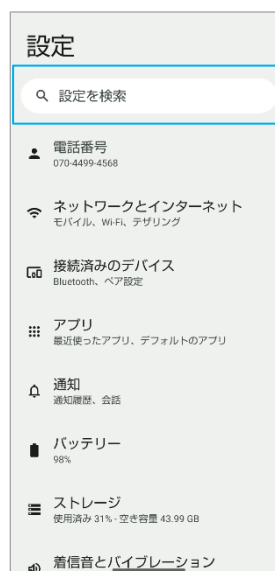 設定
設定を検索
電話番号
070-4499-4568
ネットワークとインターネット
モバイル、Wi-Fi、テザリング
接続済みのデバイス
Bluetooth、ペア設定
アプリ
最近使ったアプリ、デフォルトのアプリ
通知
通知履歴、会話
バッテリー
98%
ストレージ
使用済み 31% - 空き容量 43.99 GB
着信音とバイブレーション